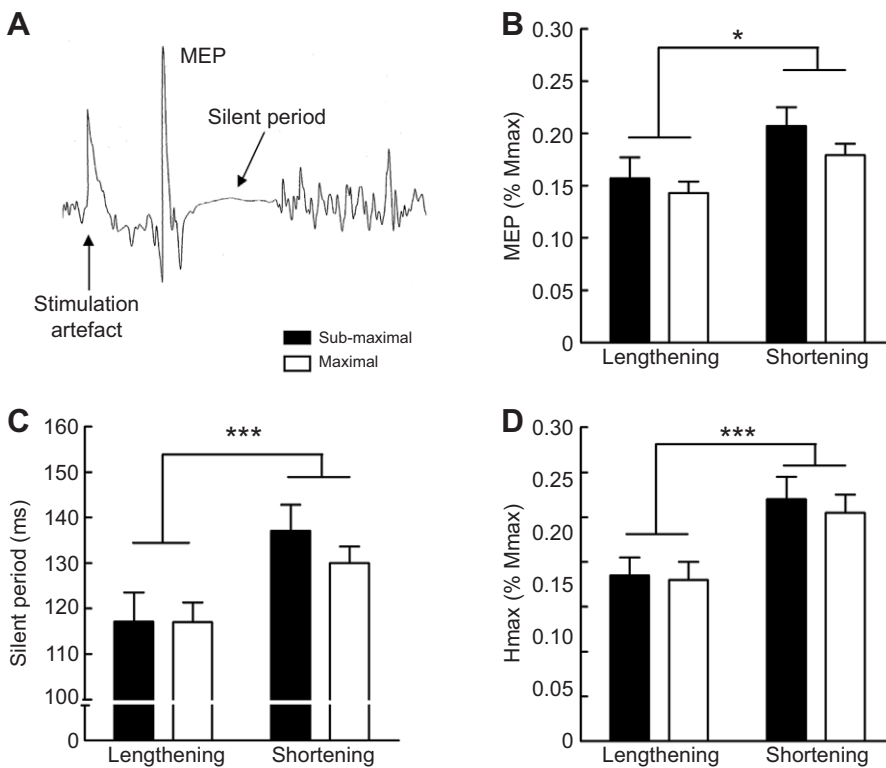 A
MEP
Silent period
Stimulation
artefact
Sub-maximal
Maximal
B
*
MEP (% Mmax)
0.30
0.25
0.20
0.15
0.10
0.05
0
Lengthening
Shortening
C
***
Silent period (ms)
160
150
140
130
120
110
100
0
Lengthening
Shortening
D
***
Hmax (% Mmax)
0.30
0.25
0.20
0.15
0.10
0.05
0
Lengthening
Shortening